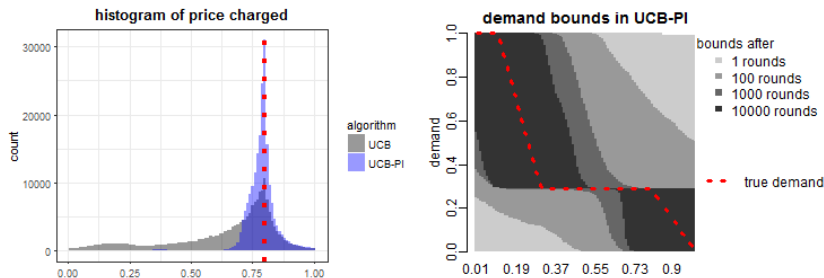 histogram of price charged
count
30000
20000
10000
0
0.00 0.25 0.50 0.75 1.00
algorithm
UCB
UCB-PI
demand bounds in UCB-PI
demand
1.0
0.8
0.6
0.4
0.2
0.0
0.01 0.19 0.37 0.55 0.73 0.9
bounds after
1 rounds
100 rounds
1000 rounds
10000 rounds
true demand